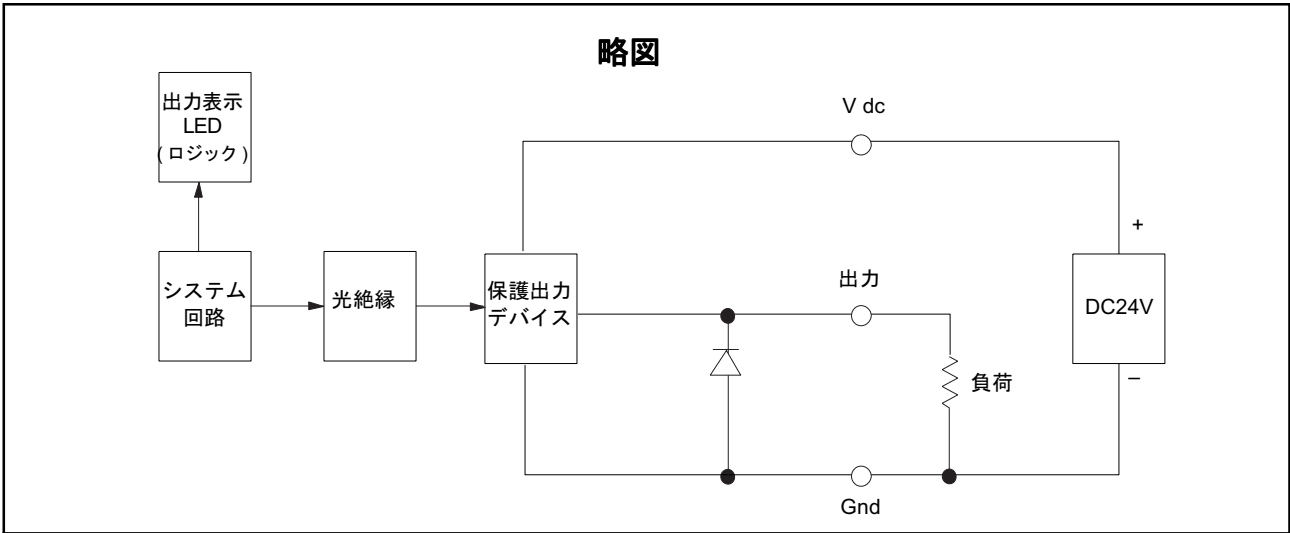 略図
出力表示
LED
( ロジック )
V dc
+
システム
回路
光絶縁
保護出力
デバイス
出力
DC24V
負荷
–
Gnd